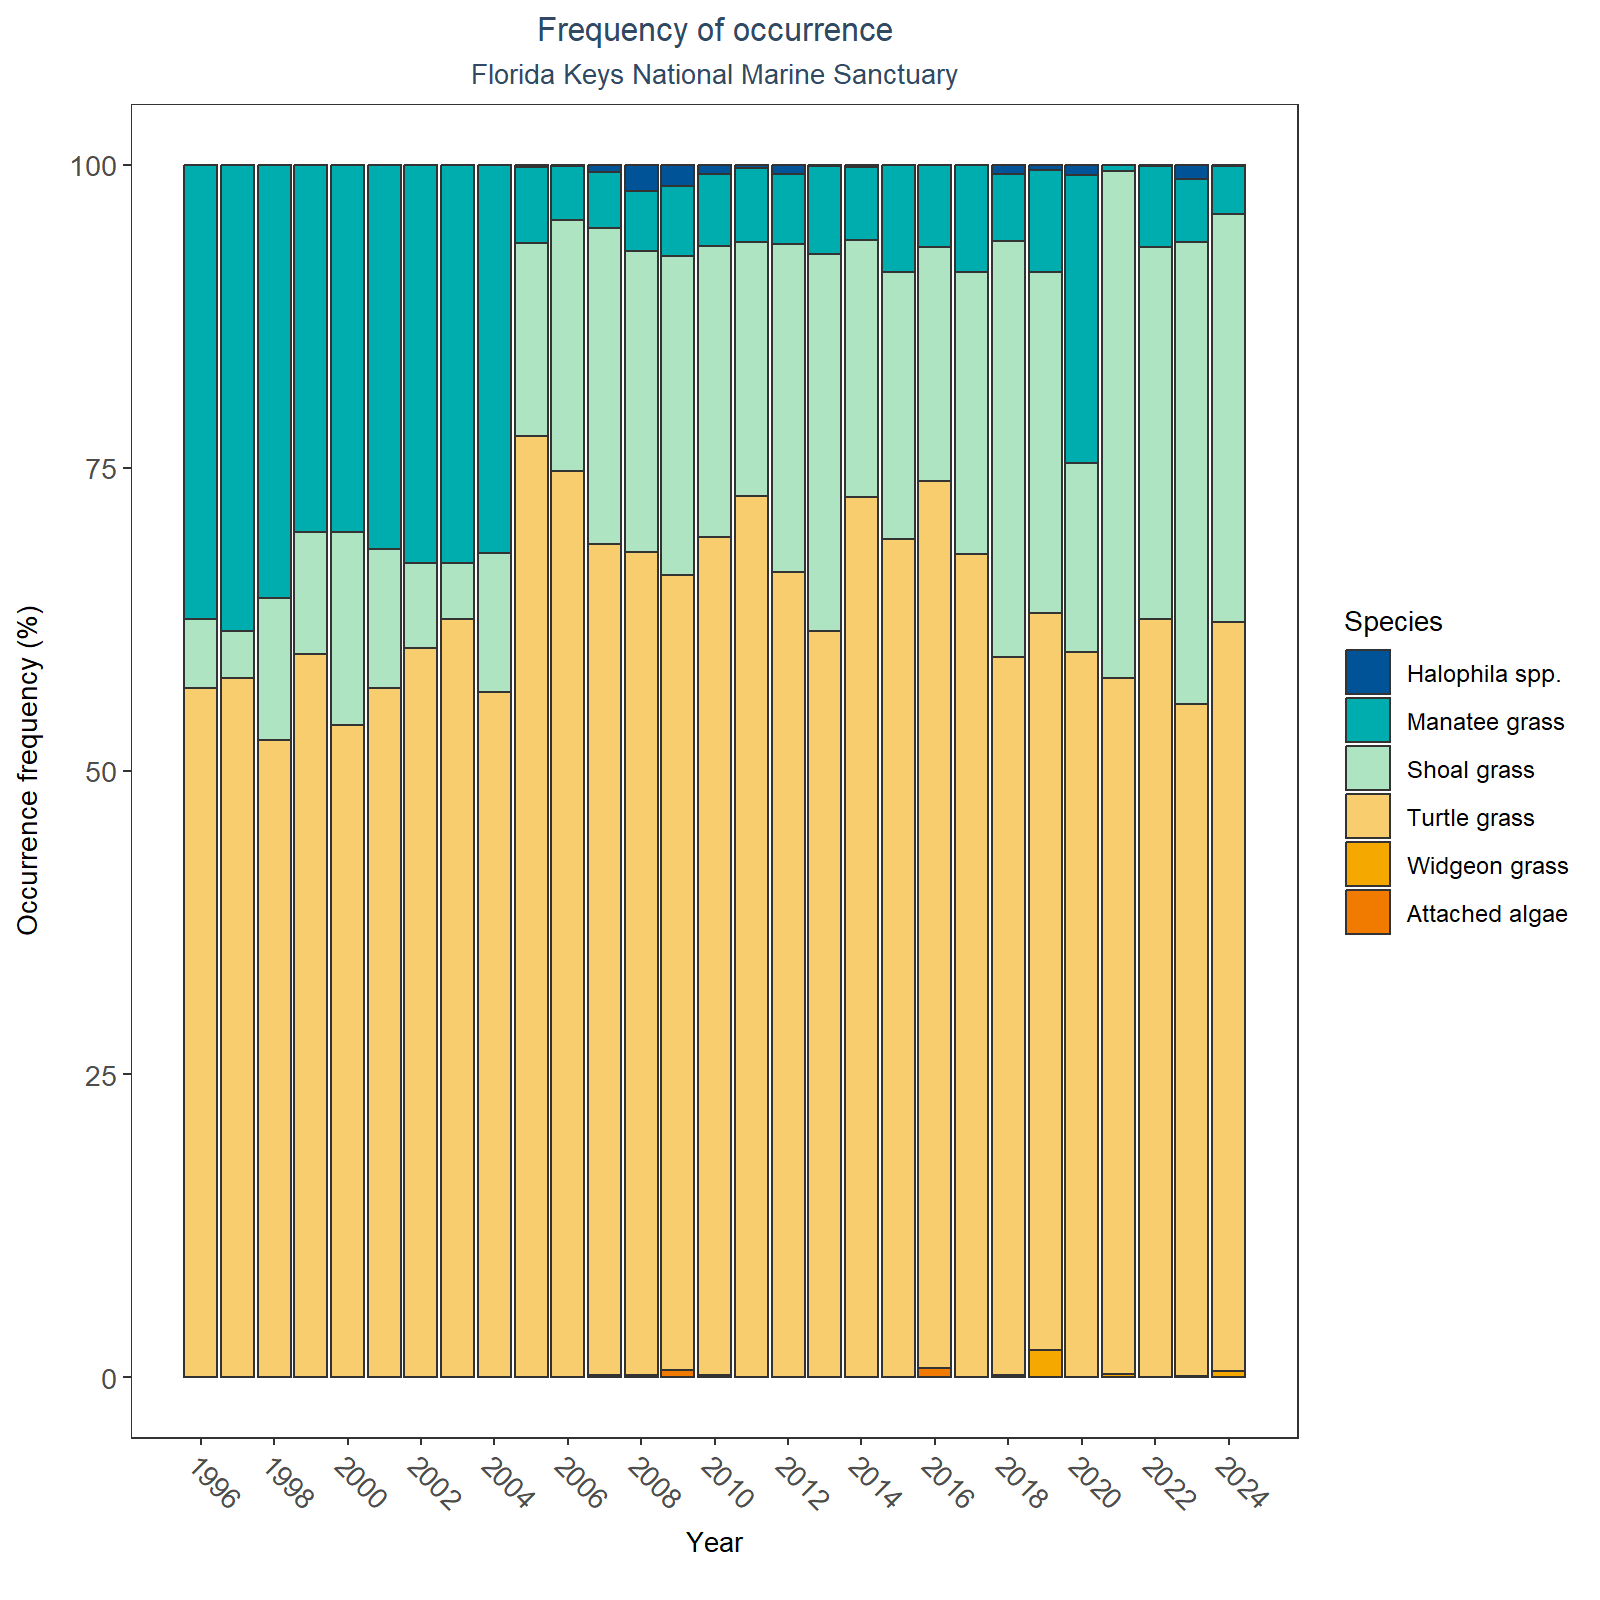 Frequency of occurrence
Florida Keys National Marine Sanctuary
Occurrence frequency (%)
100
75
50
25
0
1996
1998
2000
2002
2004
2006
2008
2010
2012
2014
2016
2018
2020
2022
2024
Year
Species
Halophila spp.
Manatee grass
Shoal grass
Turtle grass
Widgeon grass
Attached algae